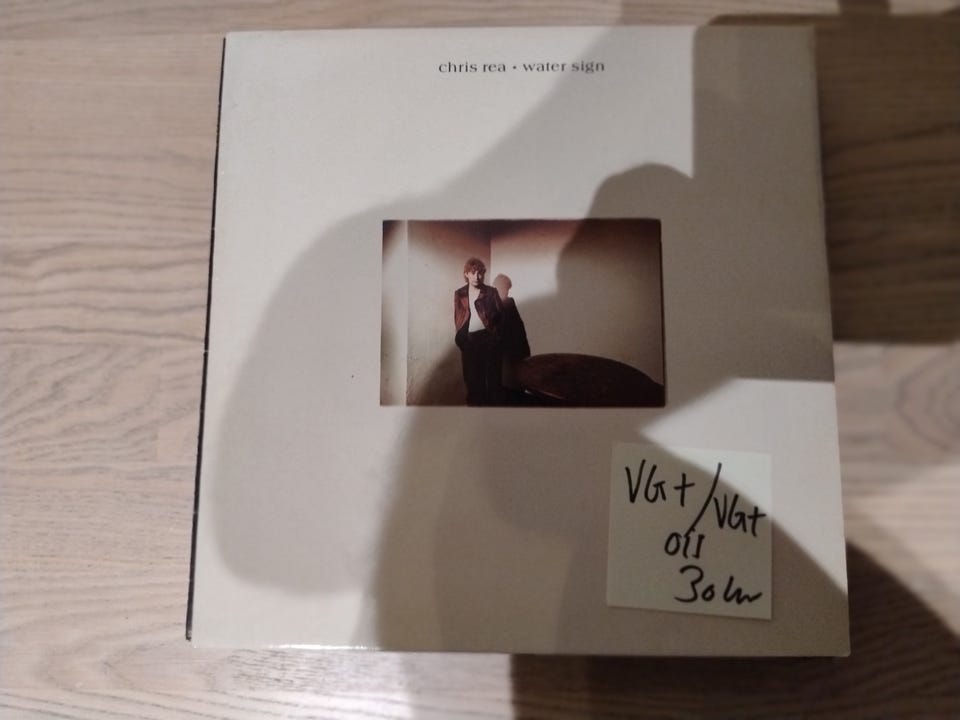 chris rea • water sign
VG+/VG+
OIS
30 kr